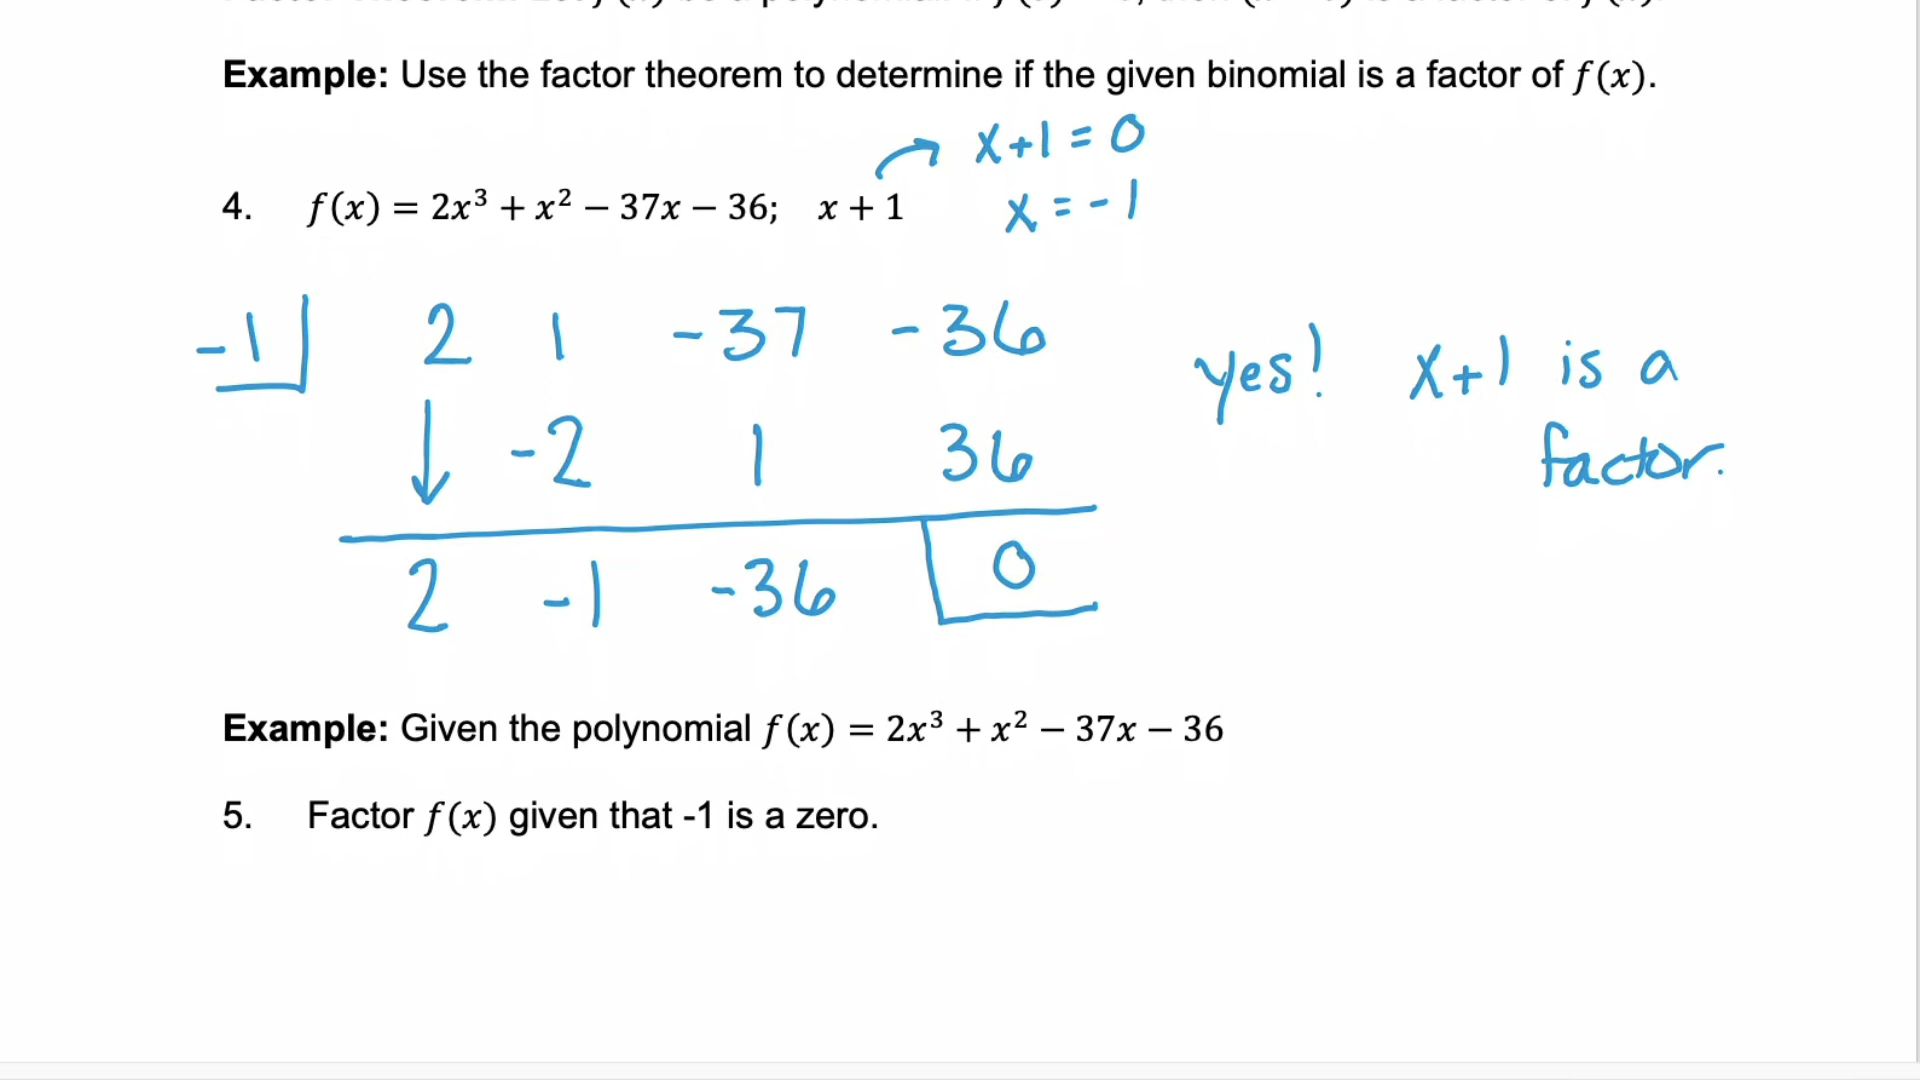 Example: Use the factor theorem to determine if the given binomial is a factor of f(x).
x+1 = 0
4. f(x) = 2x³ + x² − 37x − 36; x + 1
x = -1
-1 2 1 -37 -36
yes! x+1 is a
factor.
↓ -2 1 36
2 -1 -36 0
Example: Given the polynomial f(x) = 2x³ + x² − 37x − 36
5. Factor f(x) given that -1 is a zero.